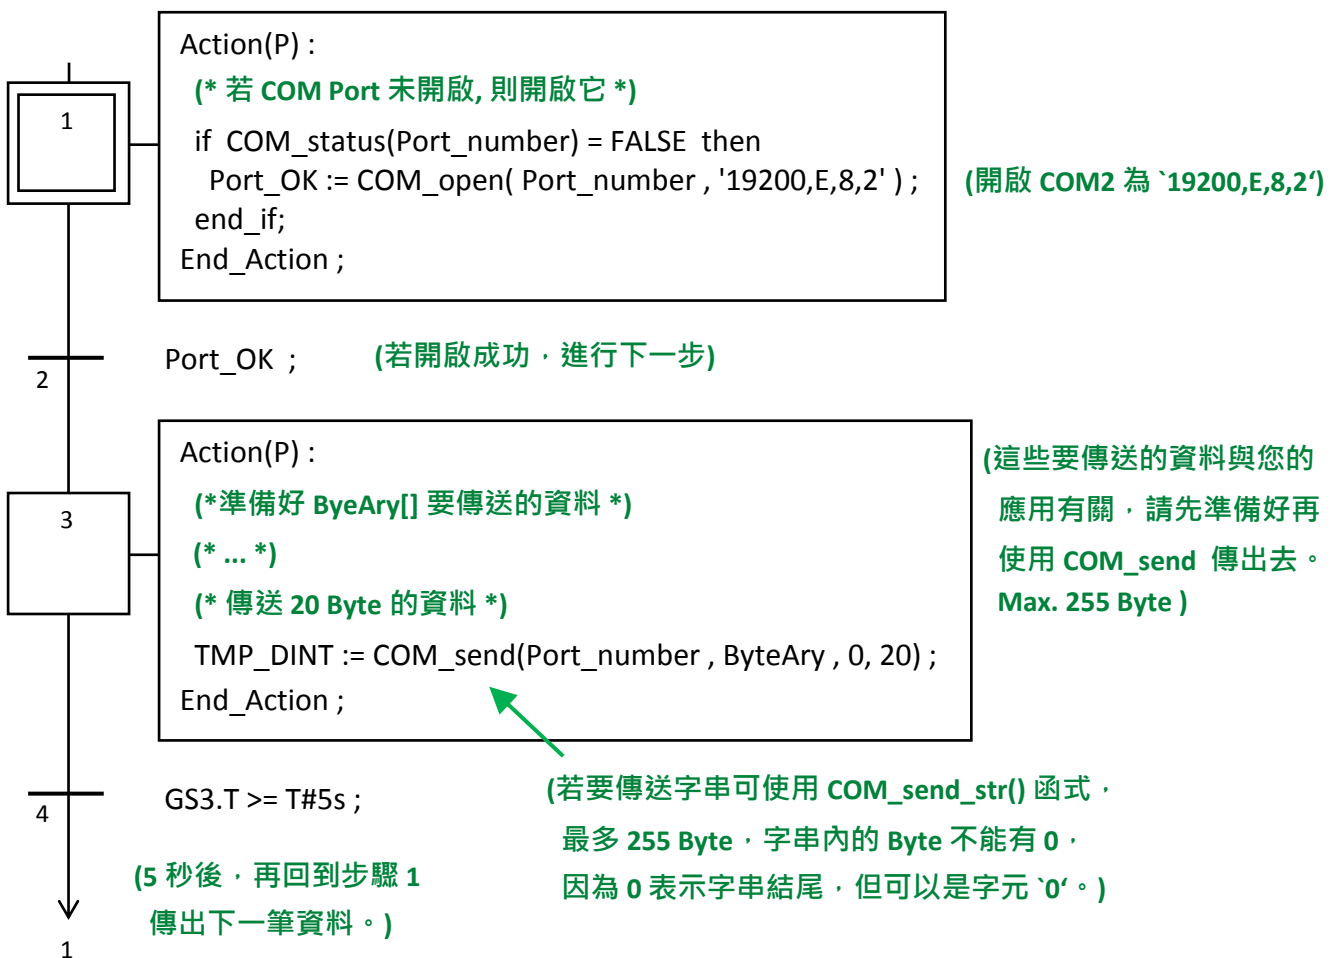 Action(P) :
(* 若 COM Port 未開啟, 則開啟它 *)
1
if COM_status(Port_number) = FALSE then
Port_OK := COM_open( Port_number , '19200,E,8,2' ) ;
(開啟 COM2 為 `19200,E,8,2‘)
end_if;
End_Action ;
Port_OK ;
(若開啟成功，進行下一步)
2
Action(P) :
(*準備好 ByeAry[] 要傳送的資料 *)
(* ... *)
(* 傳送 20 Byte 的資料 *)
TMP_DINT := COM_send(Port_number , ByteAry , 0, 20) ;
End_Action ;
3
(這些要傳送的資料與您的
應用有關，請先準備好再
使用 COM_send 傳出去。
Max. 255 Byte )
GS3.T >= T#5s ;
4
(若要傳送字串可使用 COM_send_str() 函式，
最多 255 Byte，字串內的 Byte 不能有 0，
因為 0 表示字串結尾，但可以是字元 `0‘。)
(5 秒後，再回到步驟 1
傳出下一筆資料。)
1